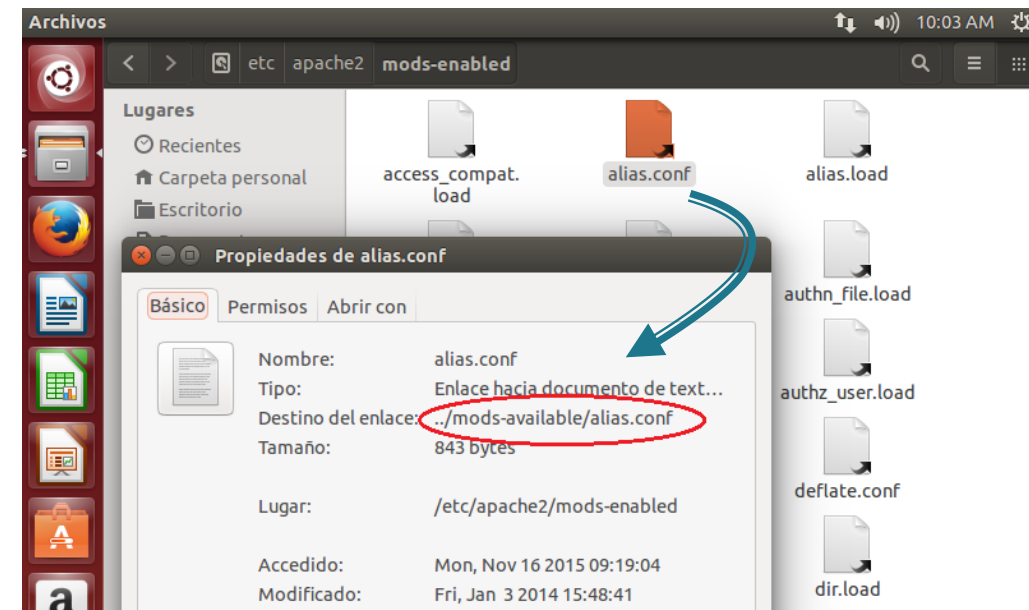 Archivos
10:03 AM
etc apache2 mods-enabled
Lugares
Recientes
Carpeta personal
Escritorio
access_compat.
load
alias.conf
alias.load
authn_file.load
authz_user.load
deflate.conf
dir.load
Propiedades de alias.conf
Básico Permisos Abrir con
Nombre: alias.conf
Tipo: Enlace hacia documento de text...
Destino del enlace: ../mods-available/alias.conf
Tamaño: 843 bytes
Lugar: /etc/apache2/mods-enabled
Accedido: Mon, Nov 16 2015 09:19:04
Modificado: Fri, Jan 3 2014 15:48:41